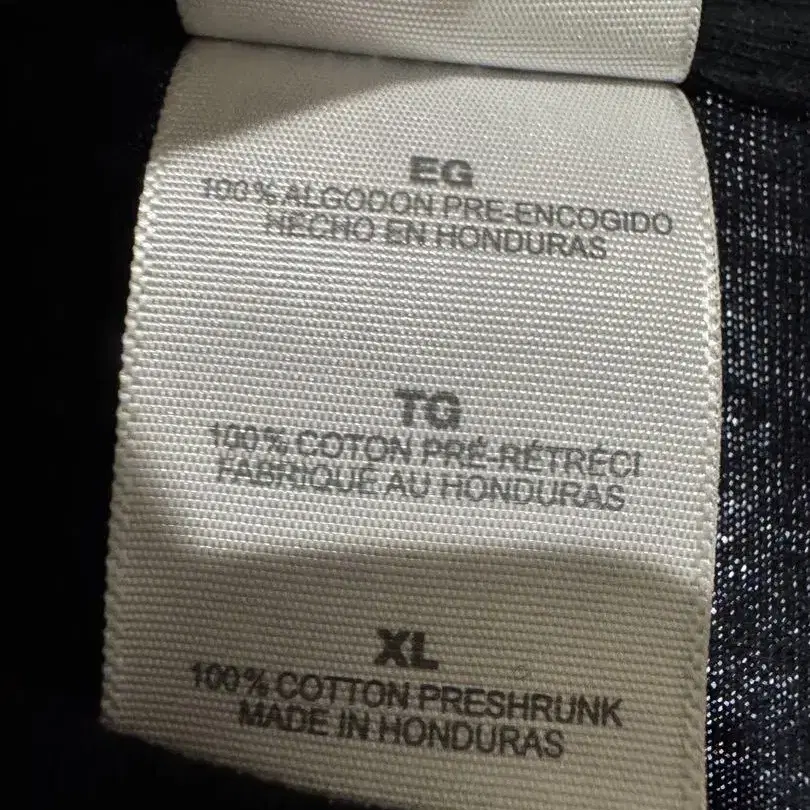 EG
100% ALGODON PRE-ENCOGIDO
HECHO EN HONDURAS
TG
100% COTON PRÉ-RÉTRÉCI
FABRIQUÉ AU HONDURAS
XL
100% COTTON PRESHRUNK
MADE IN HONDURAS